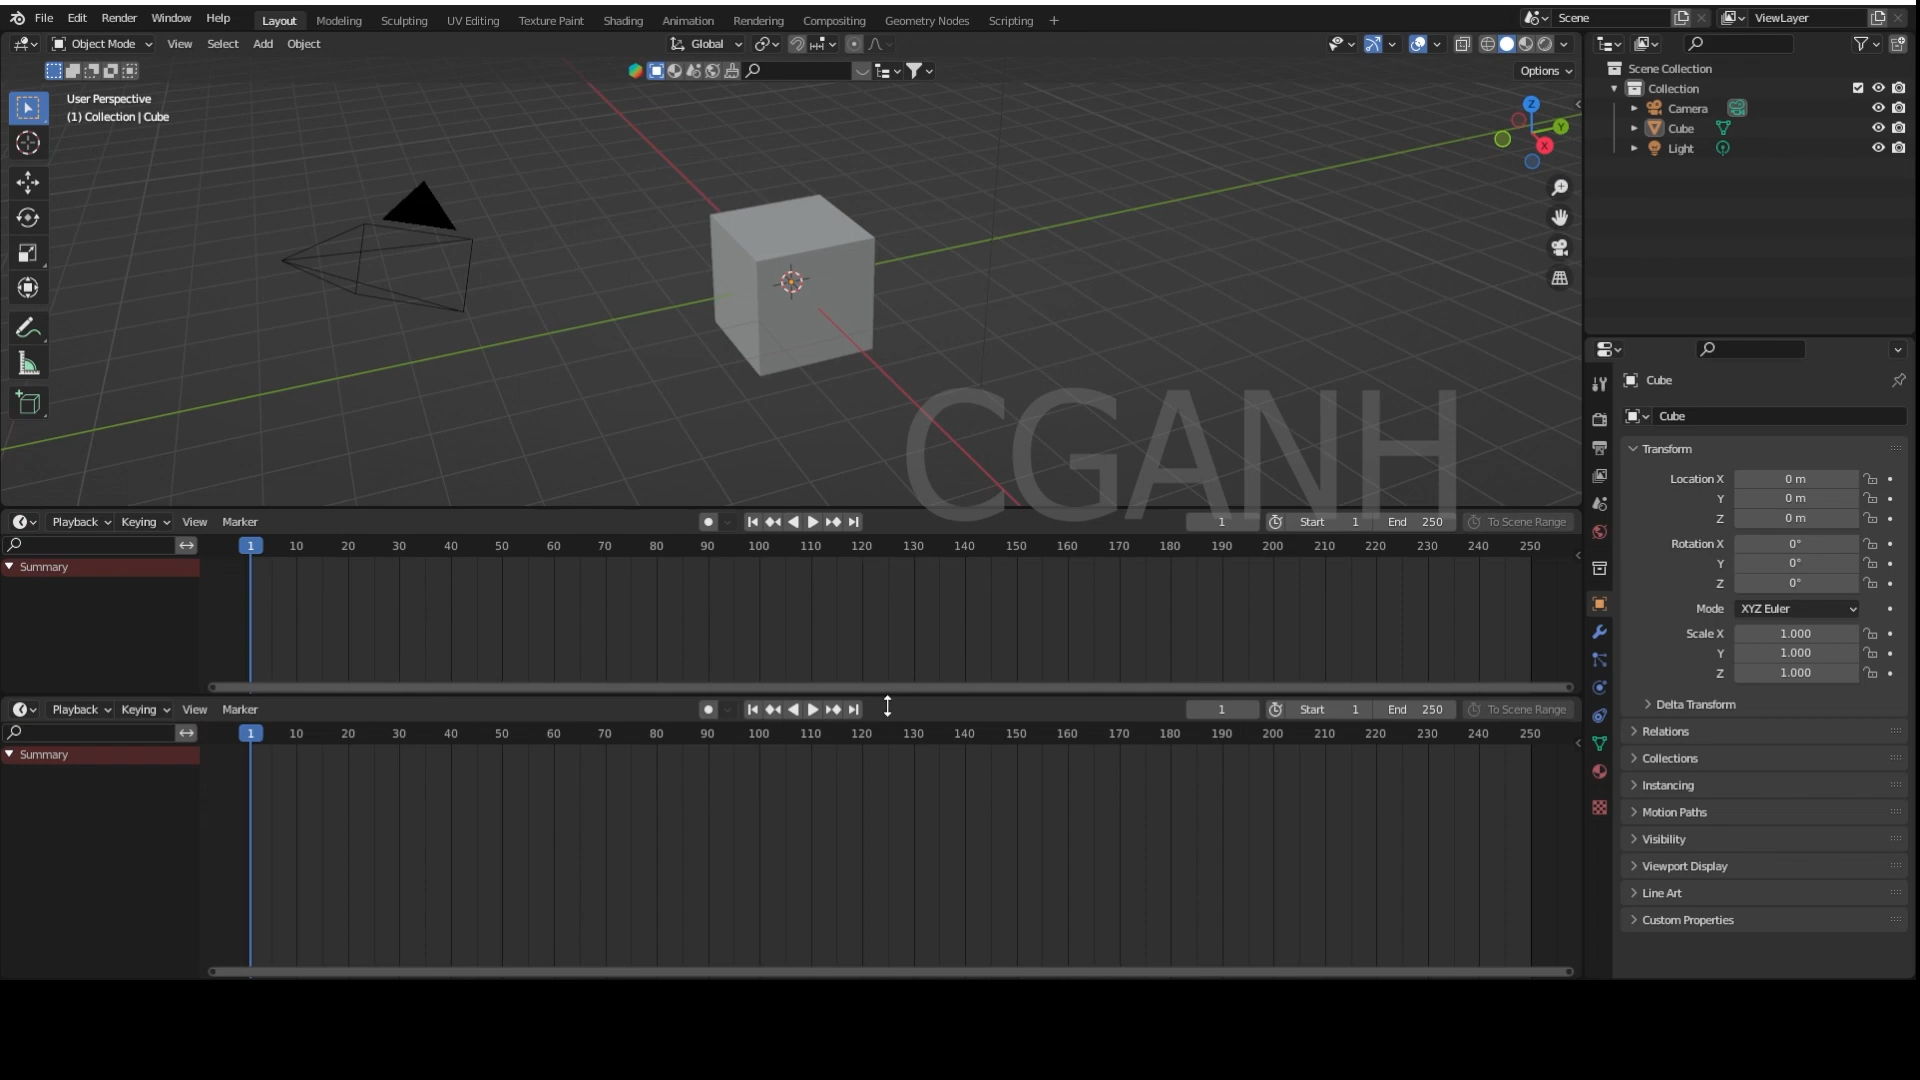 File Edit Render Window Help Layout Modeling Sculpting UV Editing Texture Paint Shading Animation Rendering Compositing Geometry Nodes Scripting + Scene ViewLayer
Object Mode View Select Add Object Global
Options
User Perspective
(1) Collection | Cube
Z
Y
X
CGANH
Scene Collection
Collection
Camera
Cube
Light
Cube
Cube
Transform
Location X 0 m
Y 0 m
Z 0 m
Rotation X 0°
Y 0°
Z 0°
Mode XYZ Euler
Scale X 1.000
Y 1.000
Z 1.000
Delta Transform
Relations
Collections
Instancing
Motion Paths
Visibility
Viewport Display
Line Art
Custom Properties
Playback Keying View Marker 1 Start 1 End 250 To Scene Range
1 10 20 30 40 50 60 70 80 90 100 110 120 130 140 150 160 170 180 190 200 210 220 230 240 250
Summary
Playback Keying View Marker 1 Start 1 End 250 To Scene Range
1 10 20 30 40 50 60 70 80 90 100 110 120 130 140 150 160 170 180 190 200 210 220 230 240 250
Summary